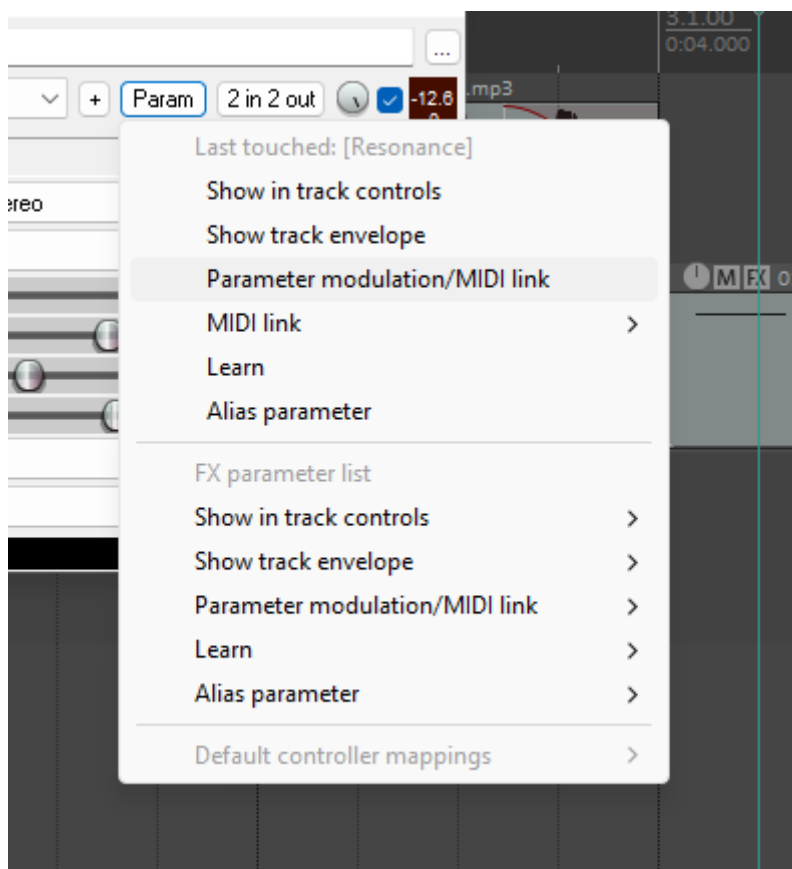 3.1.00
0:04.000
...
+
Param
2 in 2 out
-12.6
.mp3
Last touched: [Resonance]
ereo
Show in track controls
Show track envelope
Parameter modulation/MIDI link
M FX 0
MIDI link
Learn
Alias parameter
FX parameter list
Show in track controls
Show track envelope
Parameter modulation/MIDI link
Learn
Alias parameter
Default controller mappings